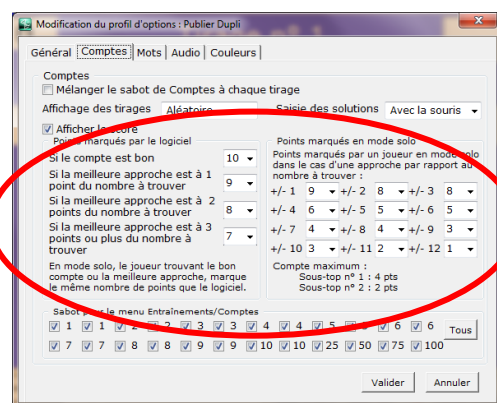 Modification du profil d'options : Publier Dupli
Général Comptes Mots Audio Couleurs
Comptes
Mélanger le sabot de Comptes à chaque tirage
Affichage des tirages Aléatoire Saisie des solutions Avec la souris
Afficher le score
Points marqués par le logiciel
Si le compte est bon 10
Si la meilleure approche est à 1
point du nombre à trouver 9
Si la meilleure approche est à 2
points du nombre à trouver 8
Si la meilleure approche est à 3
points ou plus du nombre à
trouver 7
En mode solo, le joueur trouvant le bon
compte ou la meilleure approche, marque
le même nombre de points que le logiciel.
Points marqués en mode solo
Points marqués par un joueur en mode solo
dans le cas d'une approche par rapport au
nombre à trouver :
+/- 1 9 +/- 2 8 +/- 3 8
+/- 4 6 +/- 5 5 +/- 6 5
+/- 7 4 +/- 8 4 +/- 9 3
+/- 10 3 +/- 11 2 +/- 12 1
Compte maximum :
Sous-top n° 1 : 4 pts
Sous-top n° 2 : 2 pts
Sabot pour le menu Entraînements/Comptes
1 1 2 2 3 3 4 4 5 5 6 6 Tous
7 7 8 8 9 9 10 10 25 50 75 100
Valider Annuler